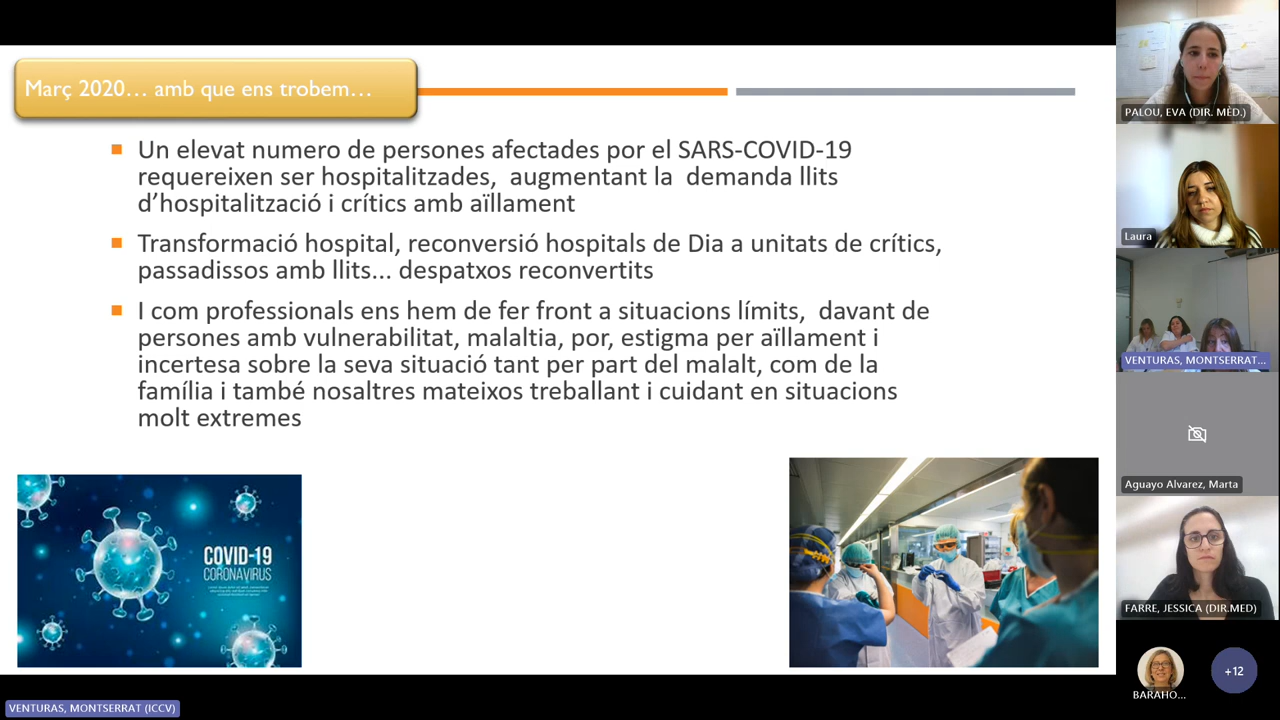 Març 2020… amb que ens trobem…
Un elevat numero de persones afectades por el SARS-COVID-19
requereixen ser hospitalitzades, augmentant la demanda llits
d’hospitalització i crítics amb aïllament
Transformació hospital, reconversió hospitals de Dia a unitats de crítics,
passadissos amb llits... despatxos reconvertits
I com professionals ens hem de fer front a situacions límits, davant de
persones amb vulnerabilitat, malaltia, por, estigma per aïllament i
incertesa sobre la seva situació tant per part del malalt, com de la
família i també nosaltres mateixos treballant i cuidant en situacions
molt extremes
COVID-19
CORONAVIRUS
VENTURAS, MONTSERRAT (ICCV)
PALOU, EVA (DIR. MÈD.)
Laura
VENTURAS, MONTSERRAT...
Aguayo Alvarez, Marta
FARRE, JESSICA (DIR.MED)
BARAHO...
+12